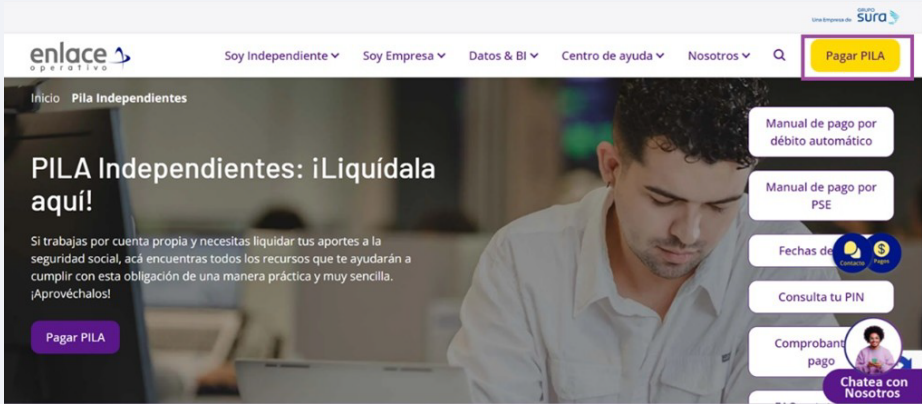 Una Empresa de GRUPO SURA
enlace
operativo
Soy Independiente
Soy Empresa
Datos & BI
Centro de ayuda
Nosotros
Pagar PILA
Inicio Pila Independientes
PILA Independientes: ¡Liquídala
aquí!
Si trabajas por cuenta propia y necesitas liquidar tus aportes a la
seguridad social, acá encuentras todos los recursos que te ayudarán a
cumplir con esta obligación de una manera práctica y muy sencilla.
¡Aprovéchalos!
Pagar PILA
Manual de pago por
débito automático
Manual de pago por
PSE
Fechas de
Contacto
Pagos
Consulta tu PIN
Comprobant
pago
Chatea con
Nosotros